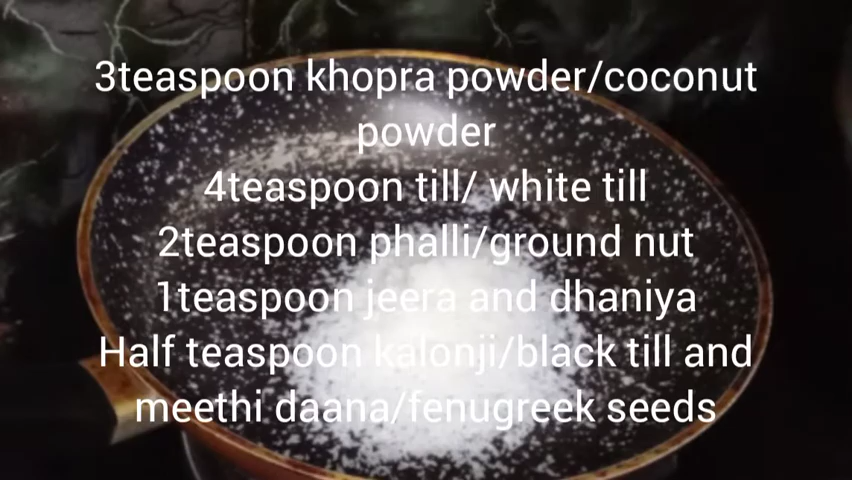 3teaspoon khopra powder/coconut
powder
4teaspoon till/ white till
2teaspoon phalli/ground nut
1teaspoon jeera and dhaniya
Half teaspoon kalonji/black till and
meethi daana/fenugreek seeds